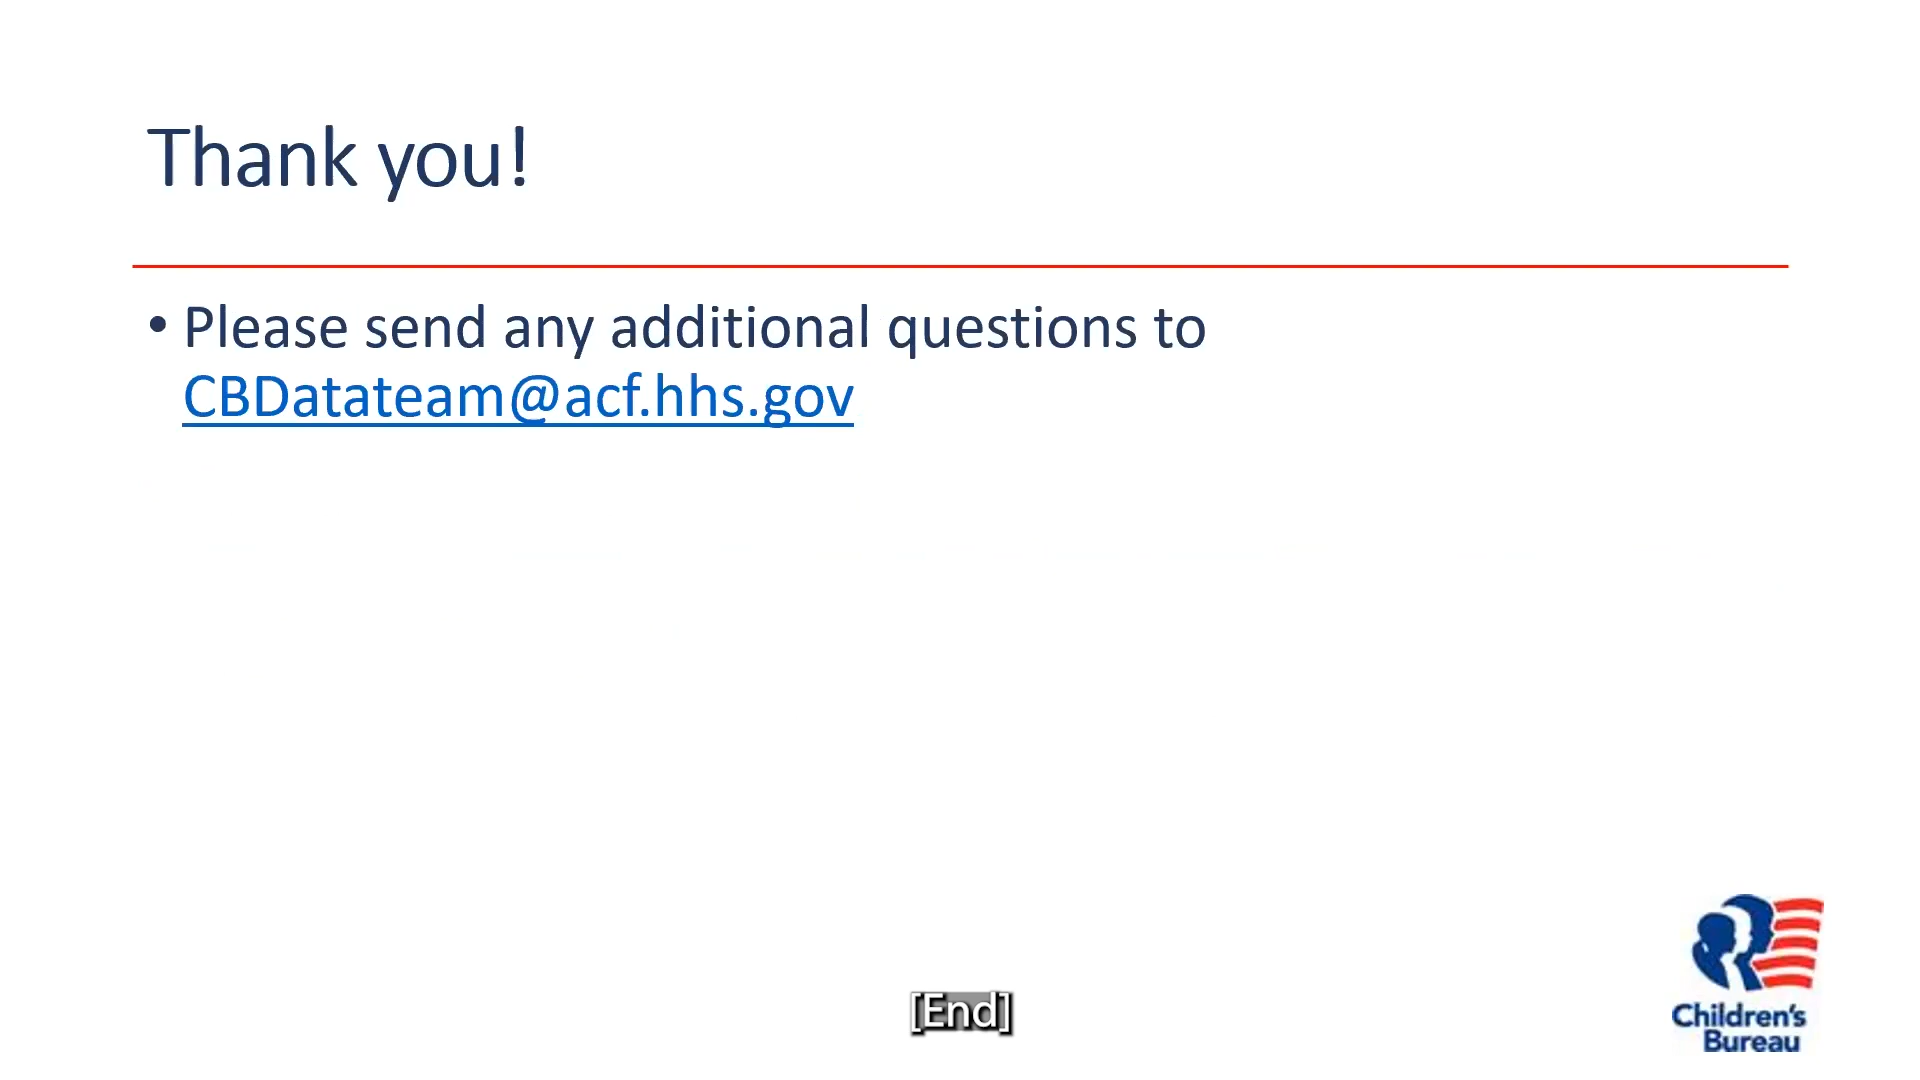 Thank you!
• Please send any additional questions to
CBDatateam@acf.hhs.gov
[End]
Children's
Bureau